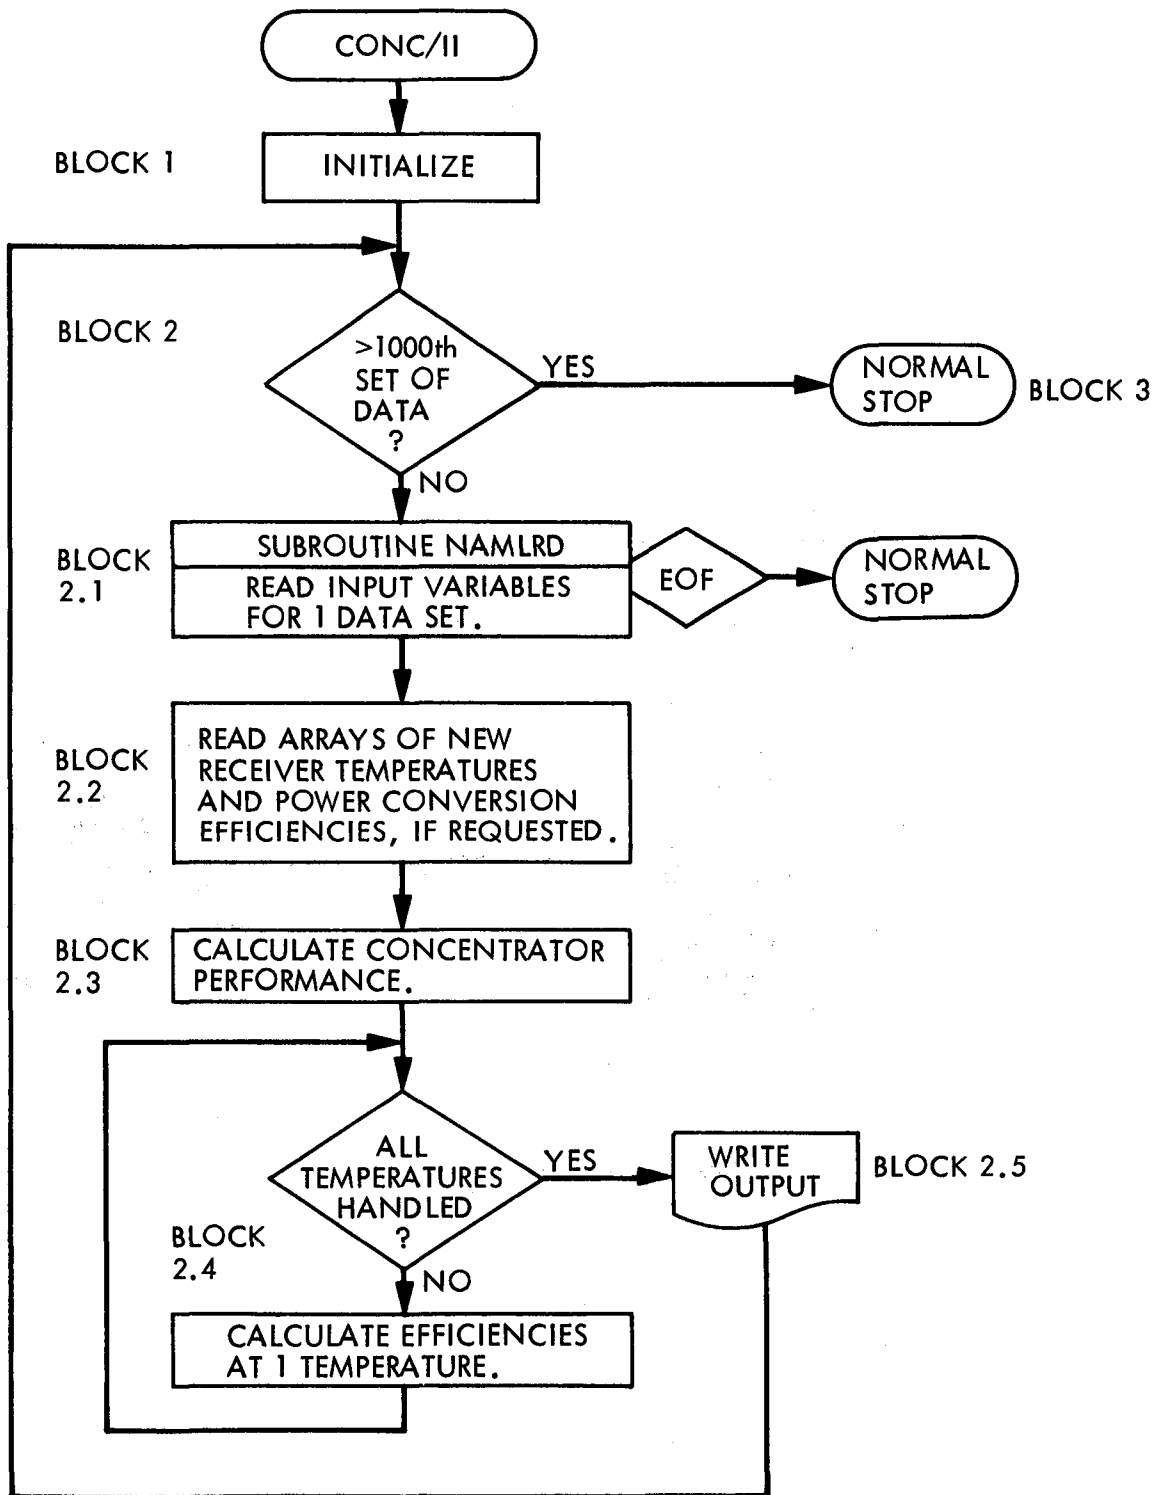 CONC/II
BLOCK 1
INITIALIZE
BLOCK 2
>1000th
SET OF
DATA
?
YES
NORMAL
STOP
BLOCK 3
NO
BLOCK
2.1
SUBROUTINE NAMLRD
READ INPUT VARIABLES
FOR 1 DATA SET.
EOF
NORMAL
STOP
BLOCK
2.2
READ ARRAYS OF NEW
RECEIVER TEMPERATURES
AND POWER CONVERSION
EFFICIENCIES, IF REQUESTED.
BLOCK
2.3
CALCULATE CONCENTRATOR
PERFORMANCE.
ALL
TEMPERATURES
HANDLED
?
YES
WRITE
OUTPUT
BLOCK 2.5
BLOCK
2.4
NO
CALCULATE EFFICIENCIES
AT 1 TEMPERATURE.